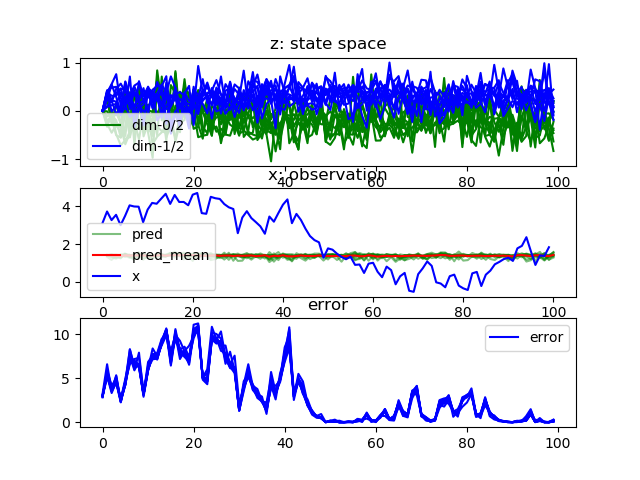 z: state space
1
0
−1
dim-0/2
dim-1/2
0 20 40 60 80 100
x: observation
4
2
0
pred
pred_mean
x
0 20 40 60 80 100
error
10
5
0
error
0 20 40 60 80 100